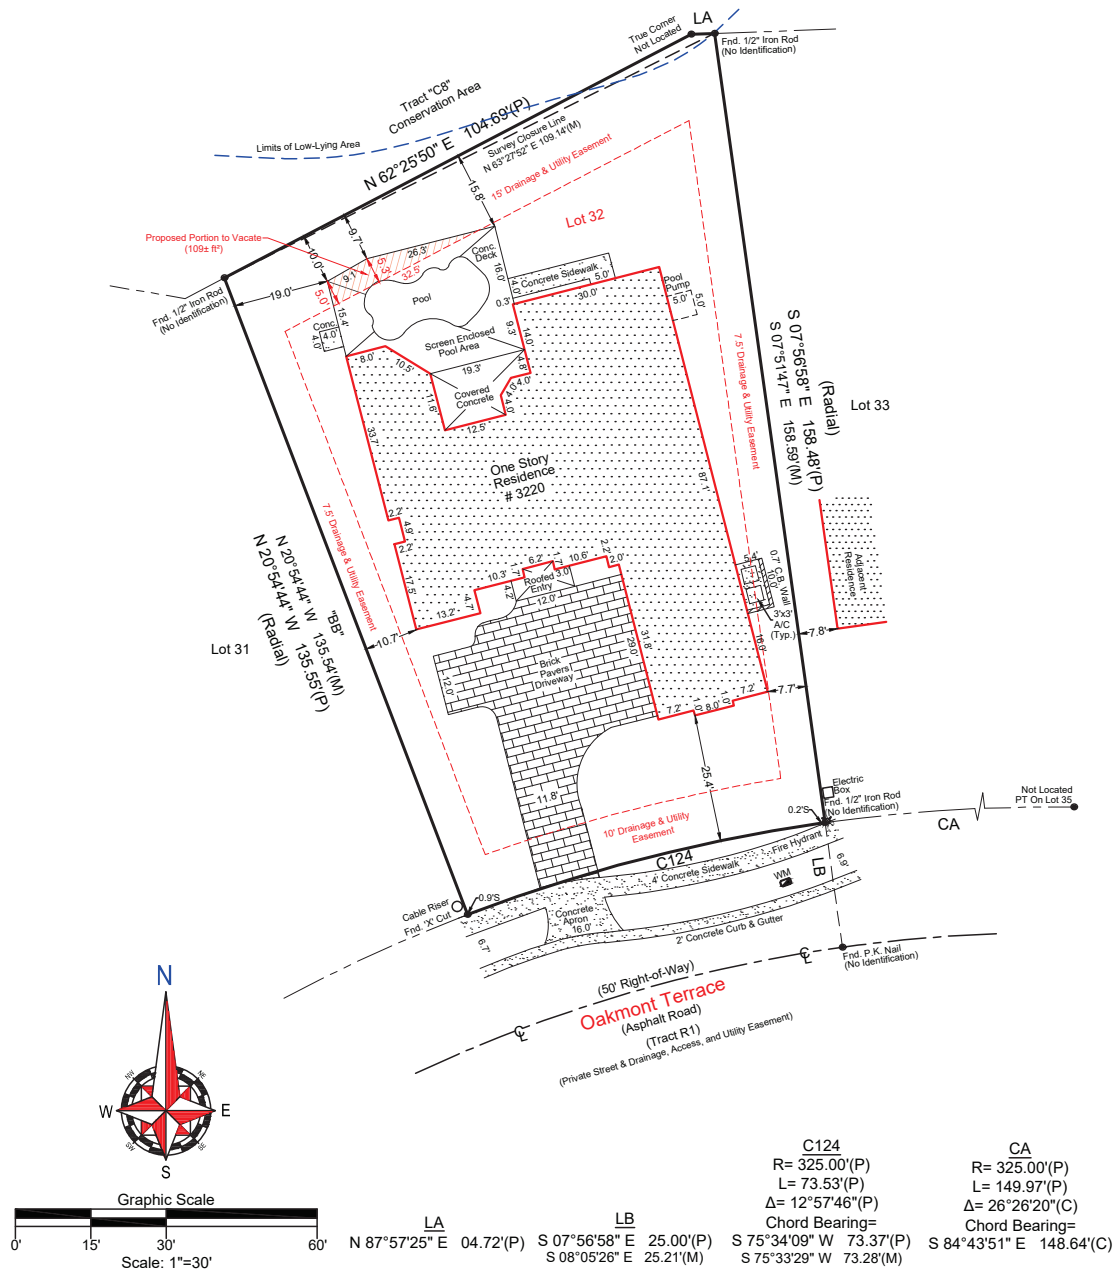 LA
True Corner
Not Located
Fnd. 1/2" Iron Rod
(No Identification)
Tract "C8"
Conservation Area
Limits of Low-Lying Area
N 62°25'50" E 104.69'(P)
Survey Closure Line
N 63°27'52" E 109.14'(M)
15' Drainage & Utility Easement
Lot 32
Proposed Portion to Vacate
(109± ft²)
15.8'
9.7'
10.0'
26.3'
9.1'
5.3'
32.5'
5.0'
19.0'
15.4'
Fnd. 1/2" Iron Rod
(No Identification)
Conc.
Deck
16.0'
Concrete Sidewalk
4.0'
5.0'
30.0'
0.3'
Pool
Pump
5.0'
5.0'
Pool
Conc.
4.0'
4.0'
Screen Enclosed
Pool Area
9.3'
14.0'
4.8'
8.0'
10.5'
19.3'
Covered
Concrete
4.0'
4.0'
4.0'
11.6'
12.5'
33.7'
One Story
Residence
# 3220
87.1'
7.5' Drainage & Utility Easement
S 07°56'58" E 158.48'(P)
S 07°51'47" E 158.59'(M)
(Radial)
Lot 33
7.5' Drainage & Utility Easement
N 20°54'44" W 135.54'(M)
N 20°54'44" W 135.55'(P)
"BB"
(Radial)
Lot 31
2.2'
4.9'
2.2'
17.5'
13.2'
4.7'
10.3'
1.7'
6.2'
1.7'
10.6'
2.2'
2.0'
4.2'
Roofed
Entry
3.0'
12.0'
10.7'
12.0'
Brick
Pavers
Driveway
29.0'
31.8'
10.0'
0.7' C.B. Wall
3'x3'
A/C
(Typ.)
16.0'
Adjacent
Residence
7.8'
7.7'
7.2'
1.0'
8.0'
1.0'
7.2'
25.4'
11.8'
10' Drainage & Utility
Easement
Electric
Box
Fnd. 1/2" Iron Rod
(No Identification)
0.2'S
Not Located
PT On Lot 35
CA
C124
4' Concrete Sidewalk
Fire Hydrant
LB
6.9'
WM
Cable Riser
Fnd. 'X' Cut
0.9'S
6.7'
Concrete
Apron
16.0'
2' Concrete Curb & Gutter
Fnd. P.K. Nail
(No Identification)
(50' Right-of-Way)
Oakmont Terrace
(Asphalt Road)
(Tract R1)
(Private Street & Drainage, Access, and Utility Easement)
N
NW
NE
W
E
SW
SE
S
Graphic Scale
0' 15' 30' 60'
Scale: 1"=30'
LA
N 87°57'25" E 04.72'(P)
LB
S 07°56'58" E 25.00'(P)
S 08°05'26" E 25.21'(M)
C124
R= 325.00'(P)
L= 73.53'(P)
Δ= 12°57'46"(P)
Chord Bearing=
S 75°34'09" W 73.37'(P)
S 75°33'29" W 73.28'(M)
CA
R= 325.00'(P)
L= 149.97'(P)
Δ= 26°26'20"(C)
Chord Bearing=
S 84°43'51" E 148.64'(C)